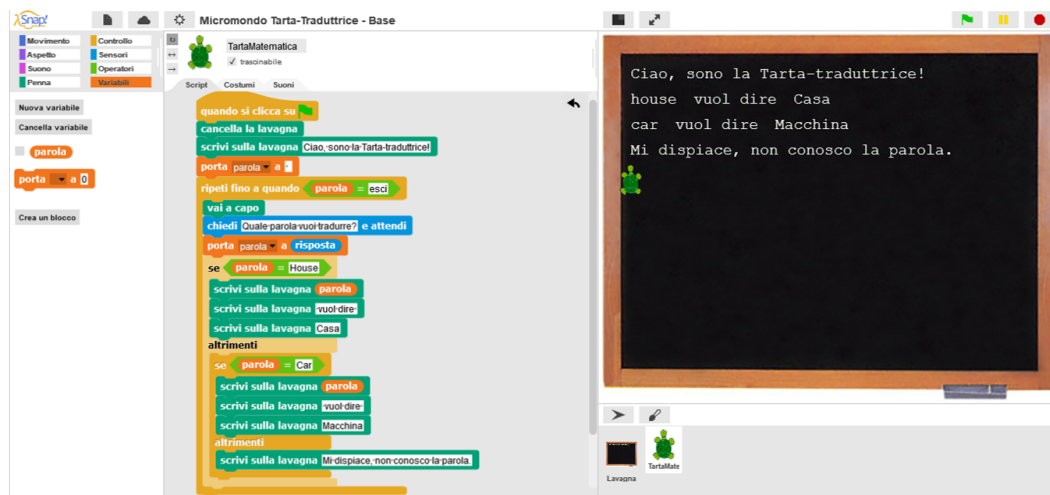 Snap!
Micromondo Tarta-Traduttrice - Base
Movimento
Controllo
Aspetto
Sensori
Suono
Operatori
Penna
Variabili
Nuova variabile
Cancella variabile
parola
porta a 0
Crea un blocco
TartaMatematica
trascinabile
Script Costumi Suoni
quando si clicca su
cancella la lavagna
scrivi sulla lavagna Ciao,·sono·la·Tarta-traduttrice!
porta parola a ·
ripeti fino a quando parola = esci
vai a capo
chiedi Quale·parola·vuoi·tradurre? e attendi
porta parola a risposta
se parola = House
scrivi sulla lavagna parola
scrivi sulla lavagna ·vuol·dire·
scrivi sulla lavagna Casa
altrimenti
se parola = Car
scrivi sulla lavagna parola
scrivi sulla lavagna ·vuol·dire·
scrivi sulla lavagna Macchina
altrimenti
scrivi sulla lavagna Mi·dispiace,·non·conosco·la·parola.
Ciao, sono la Tarta-traduttrice!
house vuol dire Casa
car vuol dire Macchina
Mi dispiace, non conosco la parola.
Lavagna
TartaMate